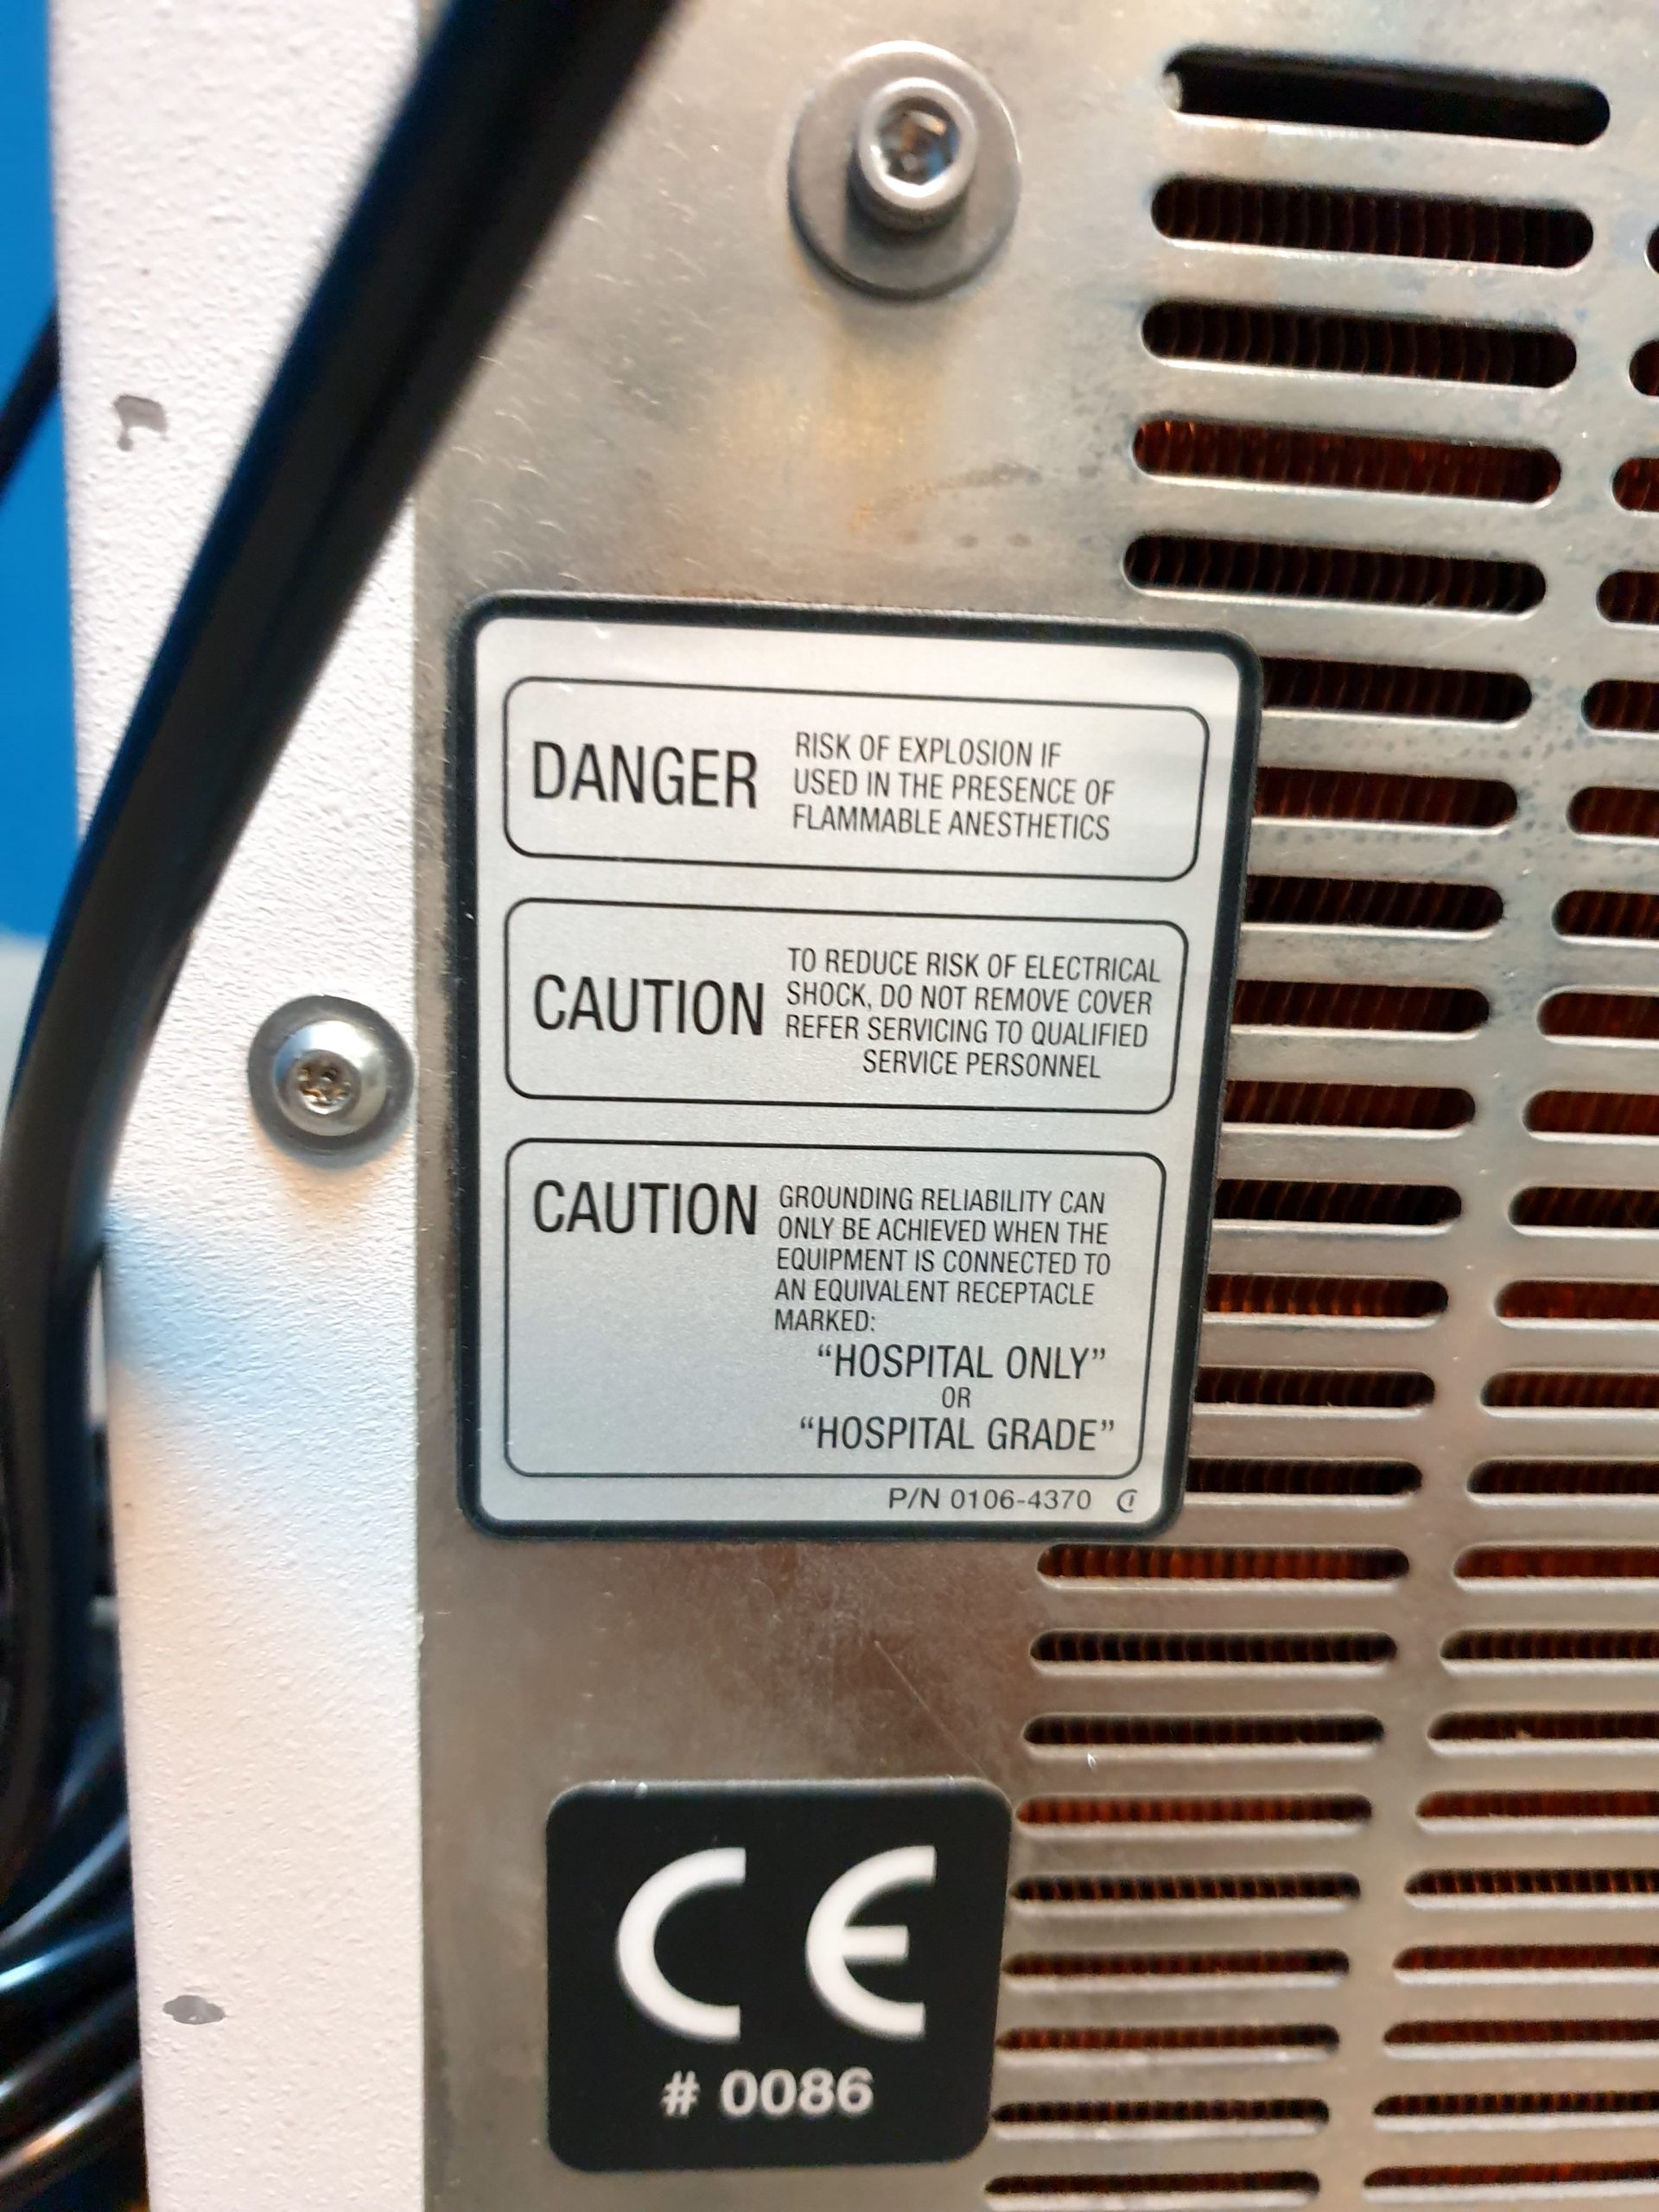 DANGER
RISK OF EXPLOSION IF
USED IN THE PRESENCE OF
FLAMMABLE ANESTHETICS
CAUTION
TO REDUCE RISK OF ELECTRICAL
SHOCK, DO NOT REMOVE COVER
REFER SERVICING TO QUALIFIED
SERVICE PERSONNEL
CAUTION
GROUNDING RELIABILITY CAN
ONLY BE ACHIEVED WHEN THE
EQUIPMENT IS CONNECTED TO
AN EQUIVALENT RECEPTACLE
MARKED:
“HOSPITAL ONLY”
OR
“HOSPITAL GRADE”
P/N 0106-4370
CE
# 0086